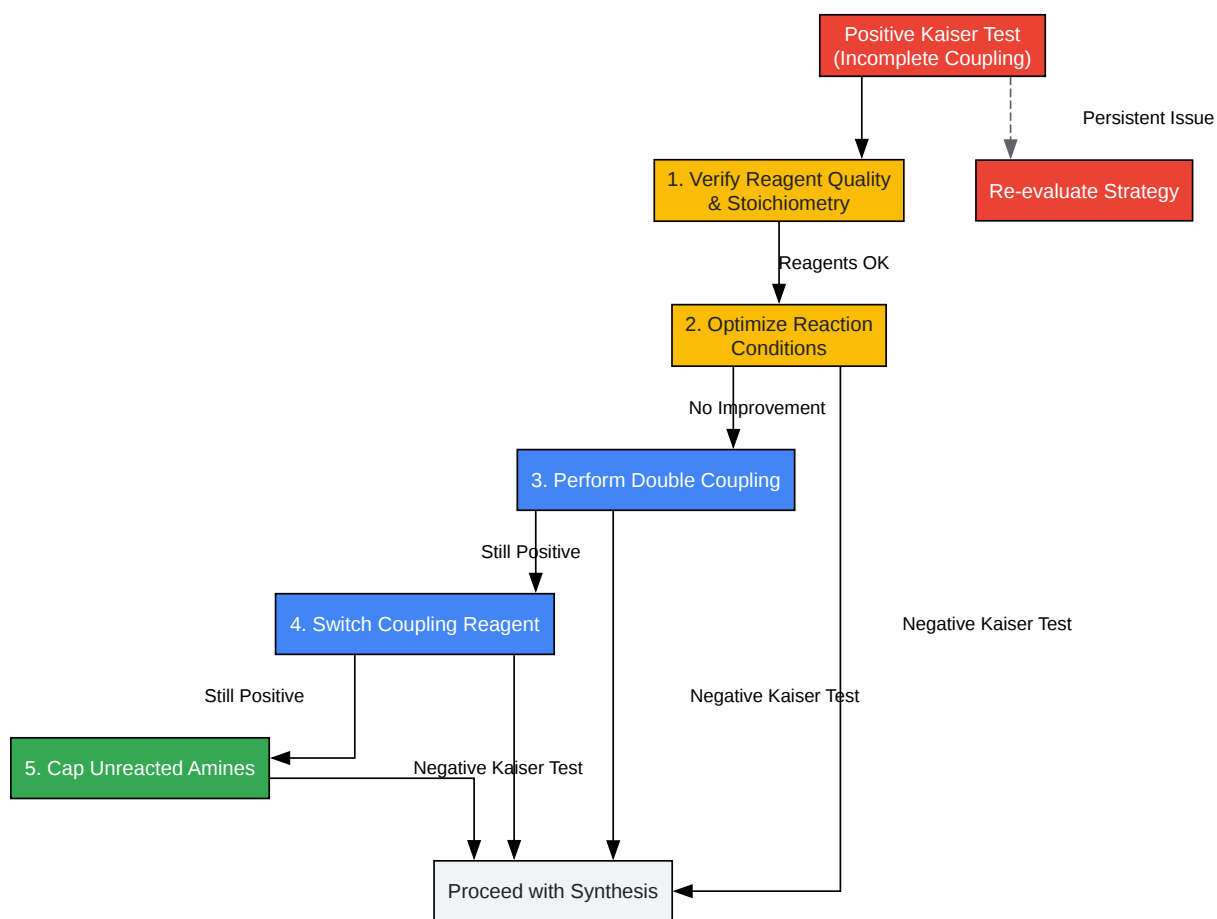 Positive Kaiser Test
(Incomplete Coupling)
Persistent Issue
1. Verify Reagent Quality
& Stoichiometry
Re-evaluate Strategy
Reagents OK
2. Optimize Reaction
Conditions
No Improvement
3. Perform Double Coupling
Still Positive
4. Switch Coupling Reagent
Negative Kaiser Test
Still Positive
Negative Kaiser Test
5. Cap Unreacted Amines
Negative Kaiser Test
Proceed with Synthesis